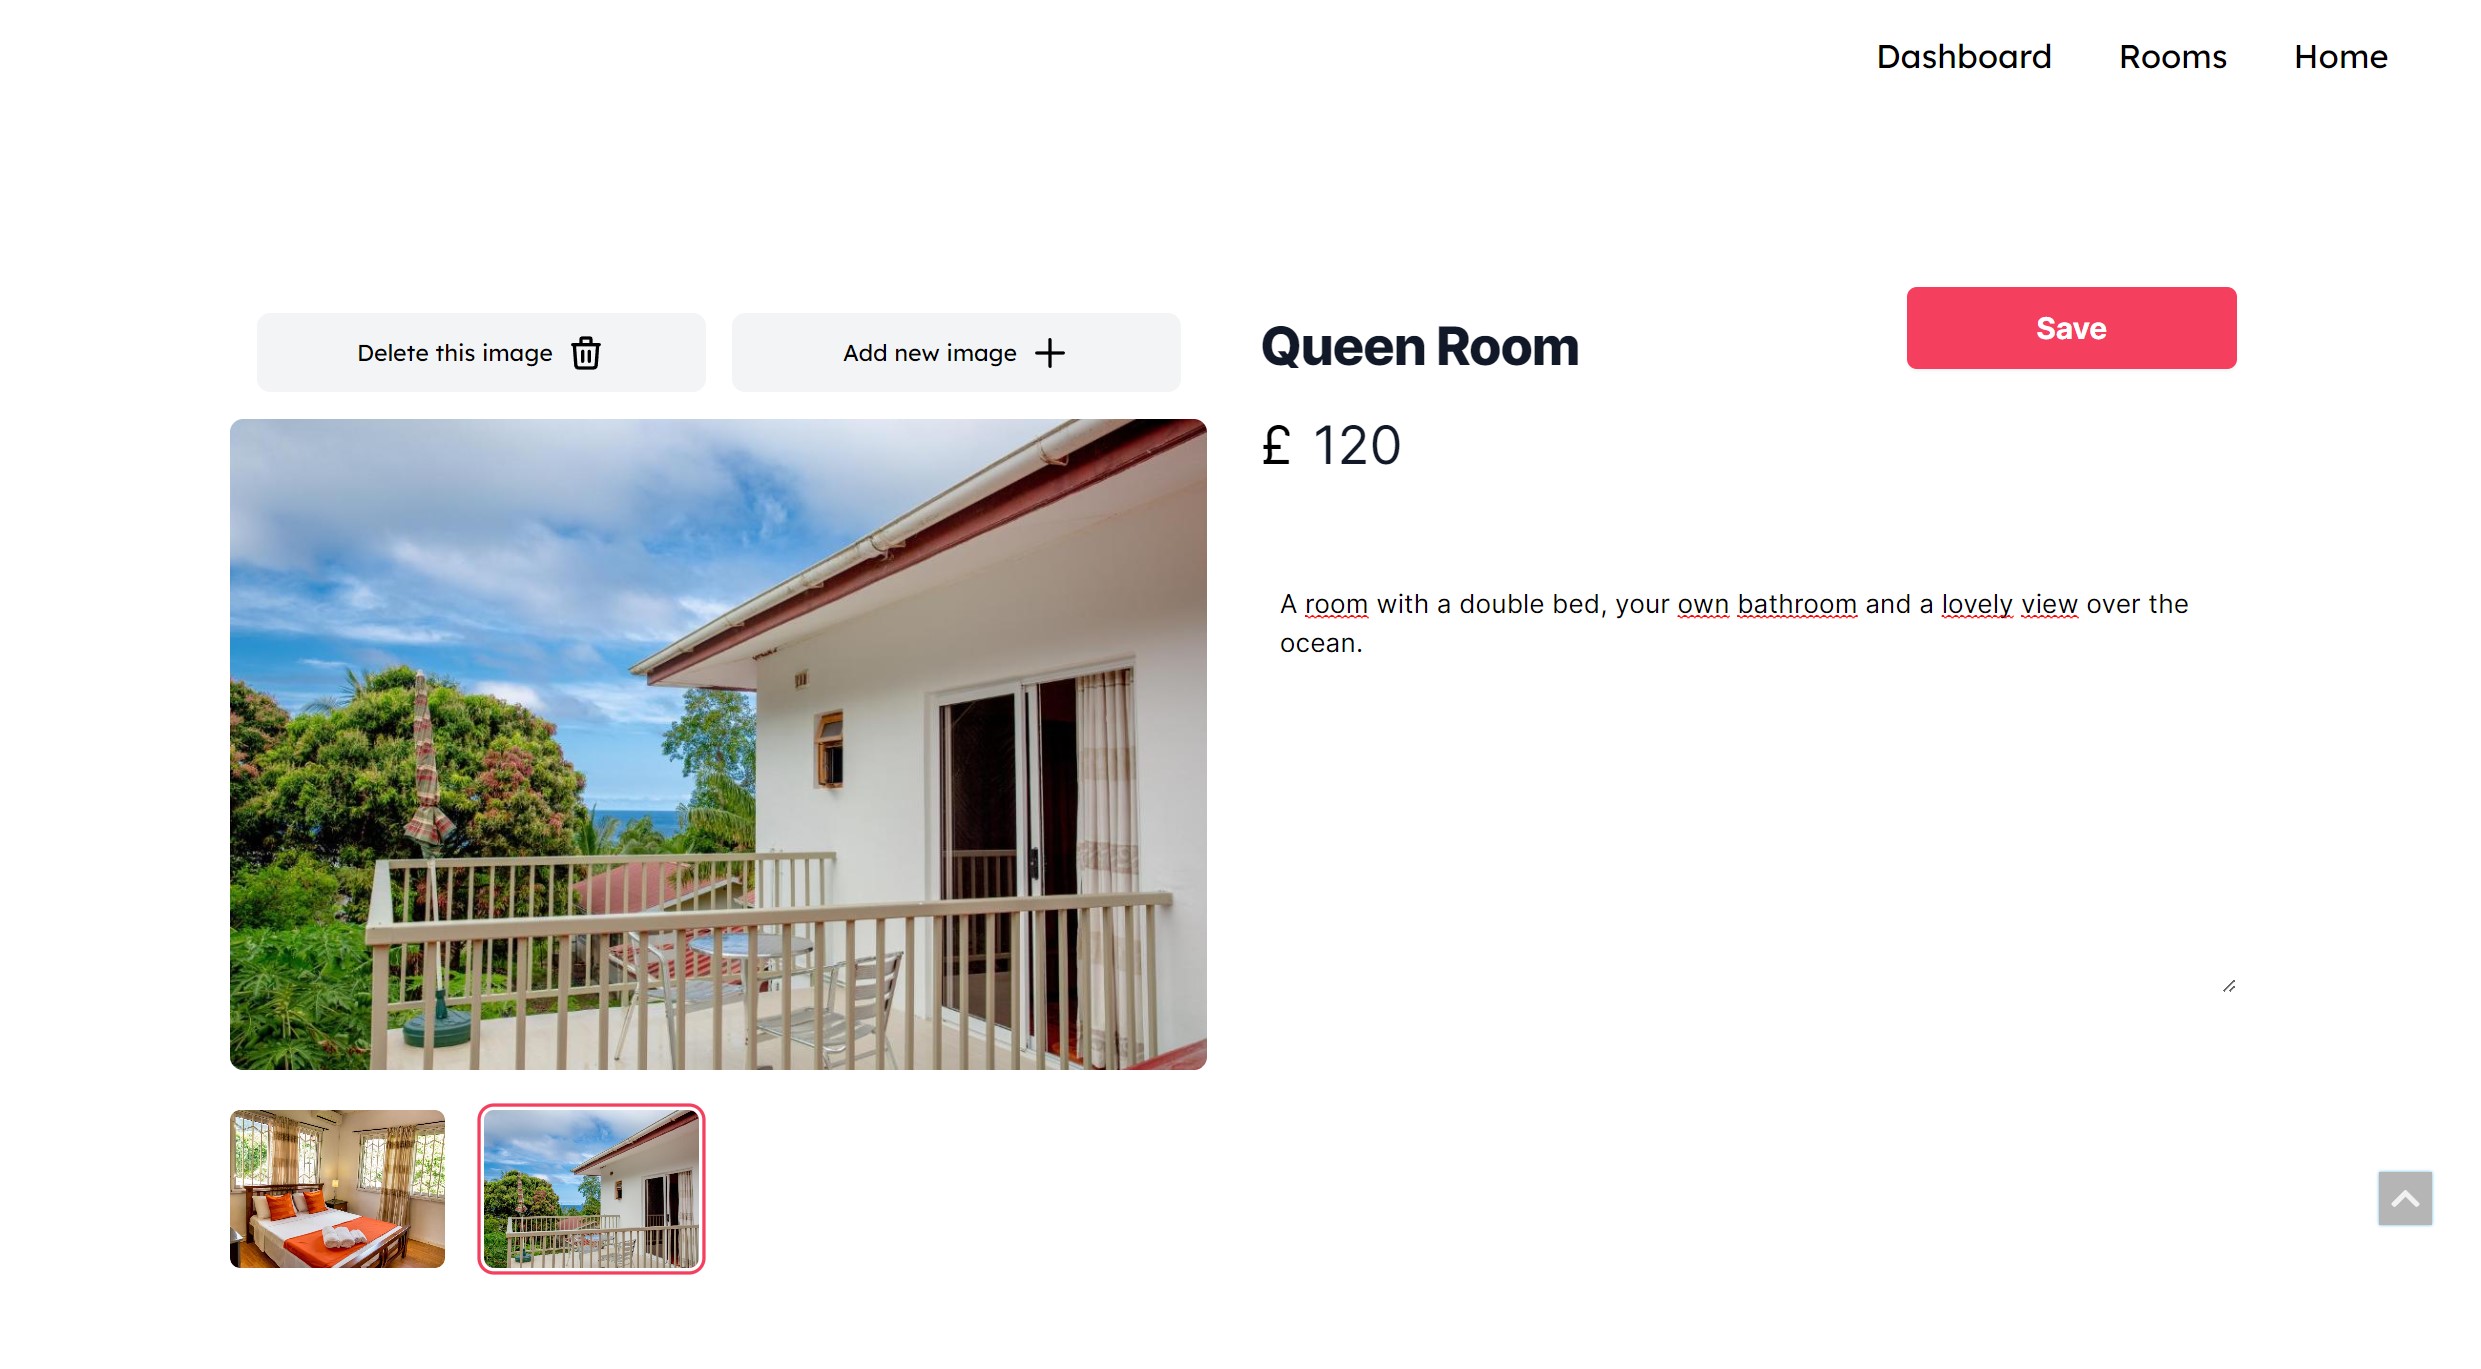 Dashboard Rooms Home
Delete this image
Add new image
Queen Room
Save
£ 120
A room with a double bed, your own bathroom and a lovely view over the
ocean.